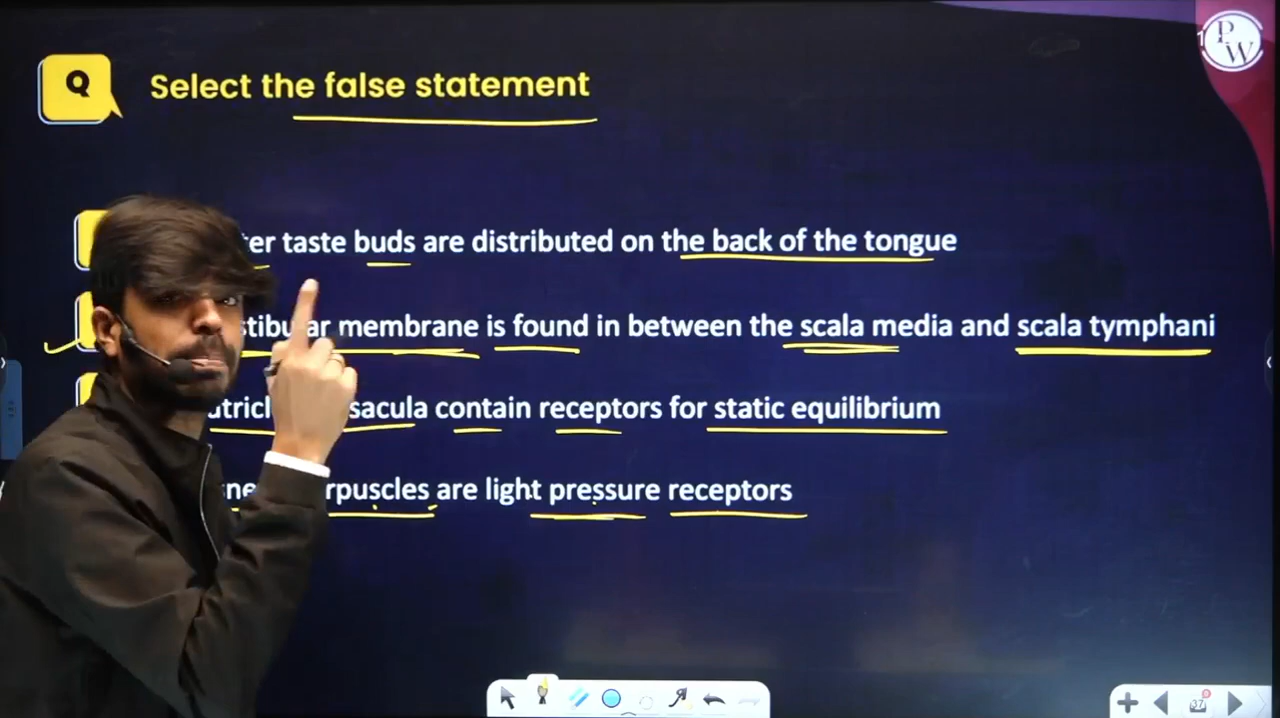 PW
Q
Select the false statement
taste buds are distributed on the back of the tongue
membrane is found in between the scala media and scala tymphani
sacula contain receptors for static equilibrium
are light pressure receptors